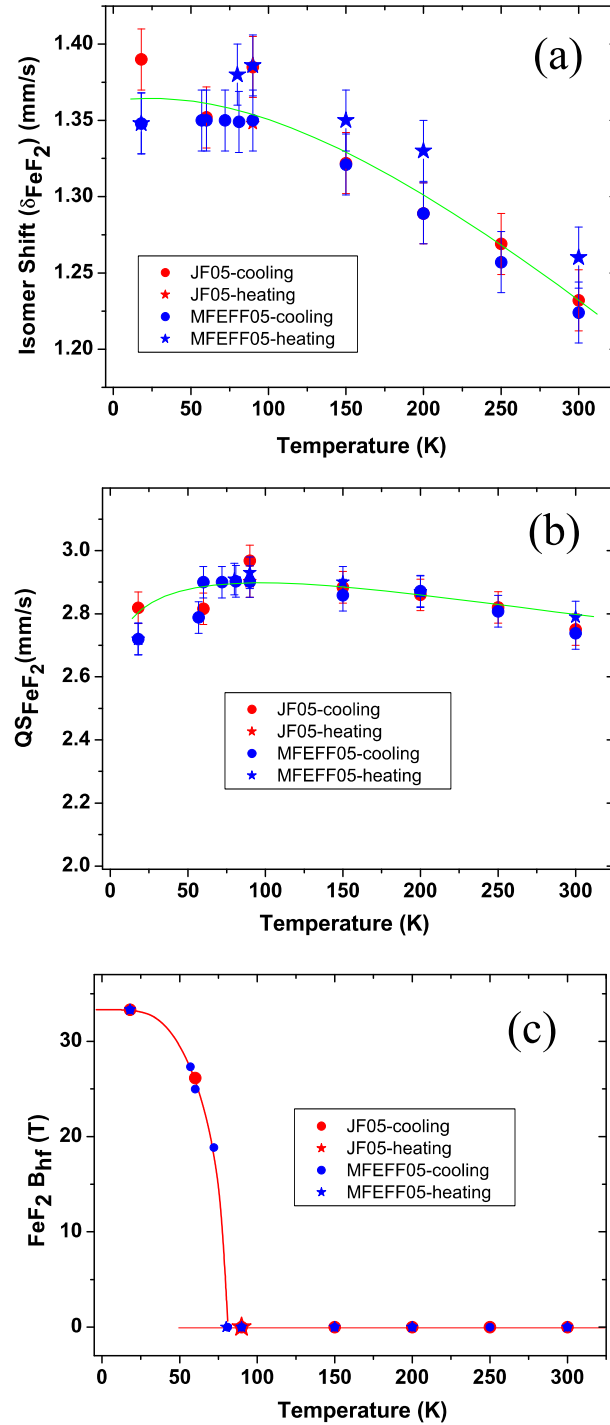 (a)
Isomer Shift (δFeF2) (mm/s)
1.40
1.35
1.30
1.25
1.20
JF05-cooling
JF05-heating
MFEFF05-cooling
MFEFF05-heating
0 50 100 150 200 250 300
Temperature (K)
(b)
QSFeF2(mm/s)
3.0
2.8
2.6
2.4
2.2
2.0
JF05-cooling
JF05-heating
MFEFF05-cooling
MFEFF05-heating
0 50 100 150 200 250 300
Temperature (K)
(c)
FeF2 Bhf (T)
30
20
10
0
JF05-cooling
JF05-heating
MFEFF05-cooling
MFEFF05-heating
0 50 100 150 200 250 300
Temperature (K)